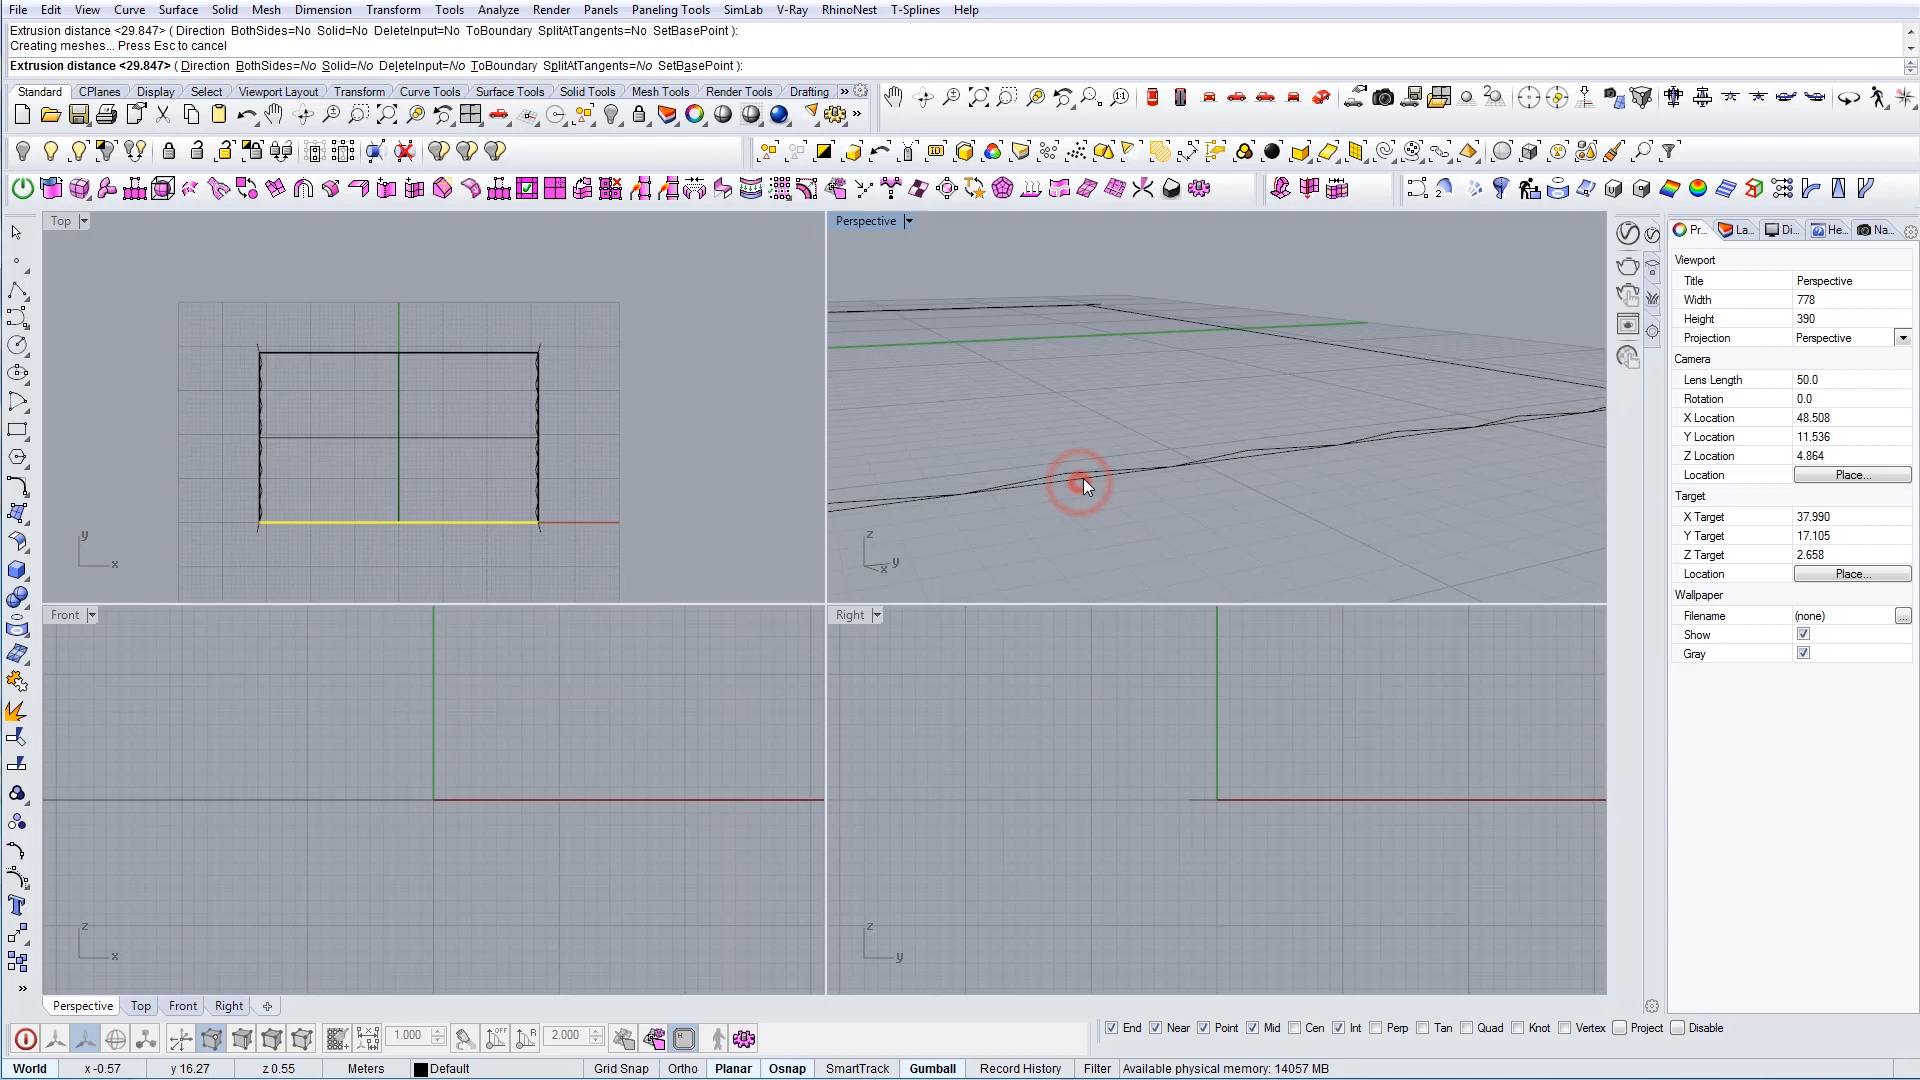 File Edit View Curve Surface Solid Mesh Dimension Transform Tools Analyze Render Panels Paneling Tools SimLab V-Ray RhinoNest T-Splines Help
Extrusion distance <29.847> ( Direction BothSides=No Solid=No DeleteInput=No ToBoundary SplitAtTangents=No SetBasePoint ):
Creating meshes... Press Esc to cancel
Extrusion distance <29.847> ( Direction BothSides=No Solid=No DeleteInput=No ToBoundary SplitAtTangents=No SetBasePoint ):
Standard CPlanes Display Select Viewport Layout Transform Curve Tools Surface Tools Solid Tools Mesh Tools Render Tools Drafting »
Top
Perspective
Pr... La... Di... He... Na...
Viewport
Title Perspective
Width 778
Height 390
Projection Perspective
Camera
Lens Length 50.0
Rotation 0.0
X Location 48.508
Y Location 11.536
Z Location 4.864
Location Place...
Target
X Target 37.990
Y Target 17.105
Z Target 2.658
Location Place...
Wallpaper
Filename (none) ...
Show
Gray
y
x
z
x
y
Front
Right
z
x
z
y
Perspective Top Front Right
1.000
2.000
End Near Point Mid Cen Int Perp Tan Quad Knot Vertex Project Disable
World x -0.57 y 16.27 z 0.55 Meters Default Grid Snap Ortho Planar Osnap SmartTrack Gumball Record History Filter Available physical memory: 14057 MB